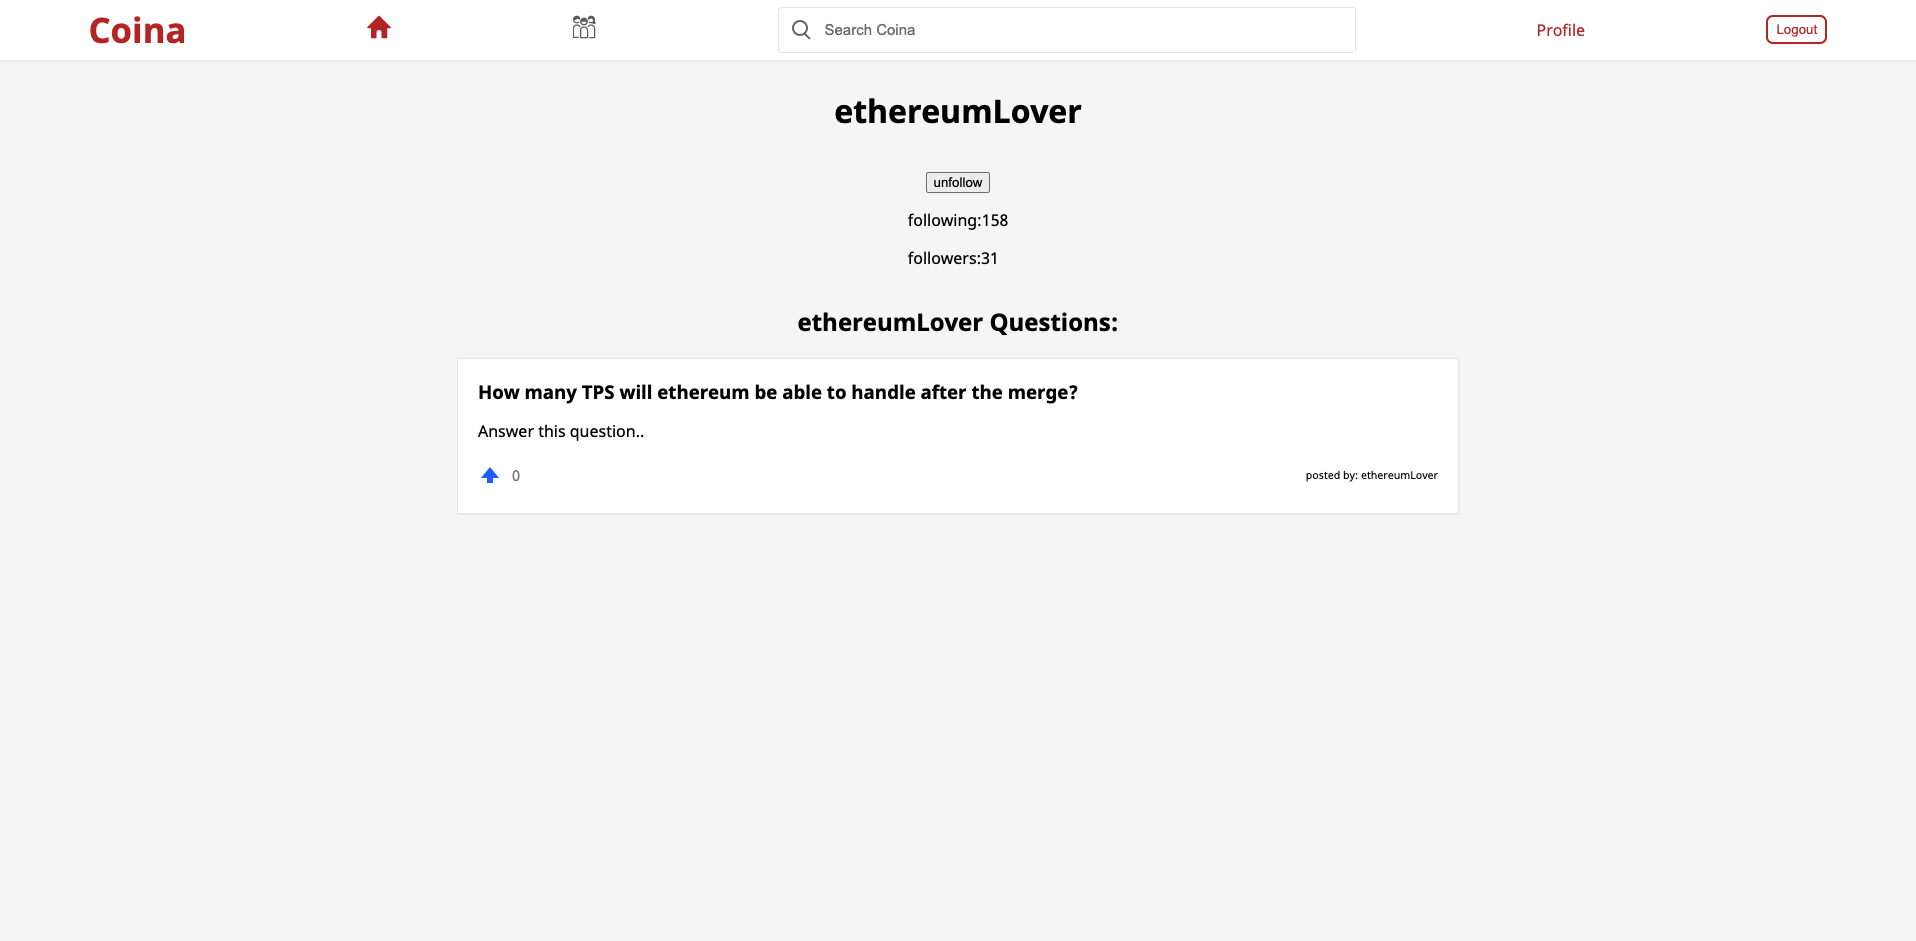 Coina
Search Coina
Profile
Logout
ethereumLover
unfollow
following:158
followers:31
ethereumLover Questions:
How many TPS will ethereum be able to handle after the merge?
Answer this question..
0
posted by: ethereumLover